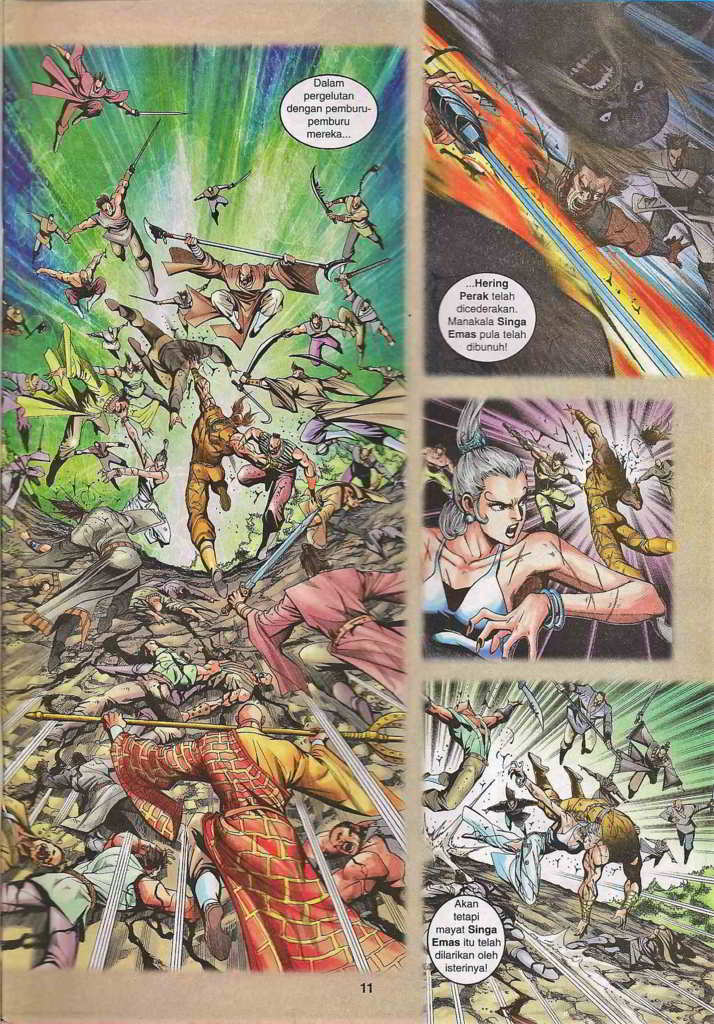 Dalam
pergelutan
dengan pemburu-
pemburu
mereka...
...Hering
Perak telah
dicederakan.
Manakala Singa
Emas pula telah
dibunuh!
Akan
tetapi
mayat Singa
Emas itu telah
dilarikan oleh
isterinya!
11